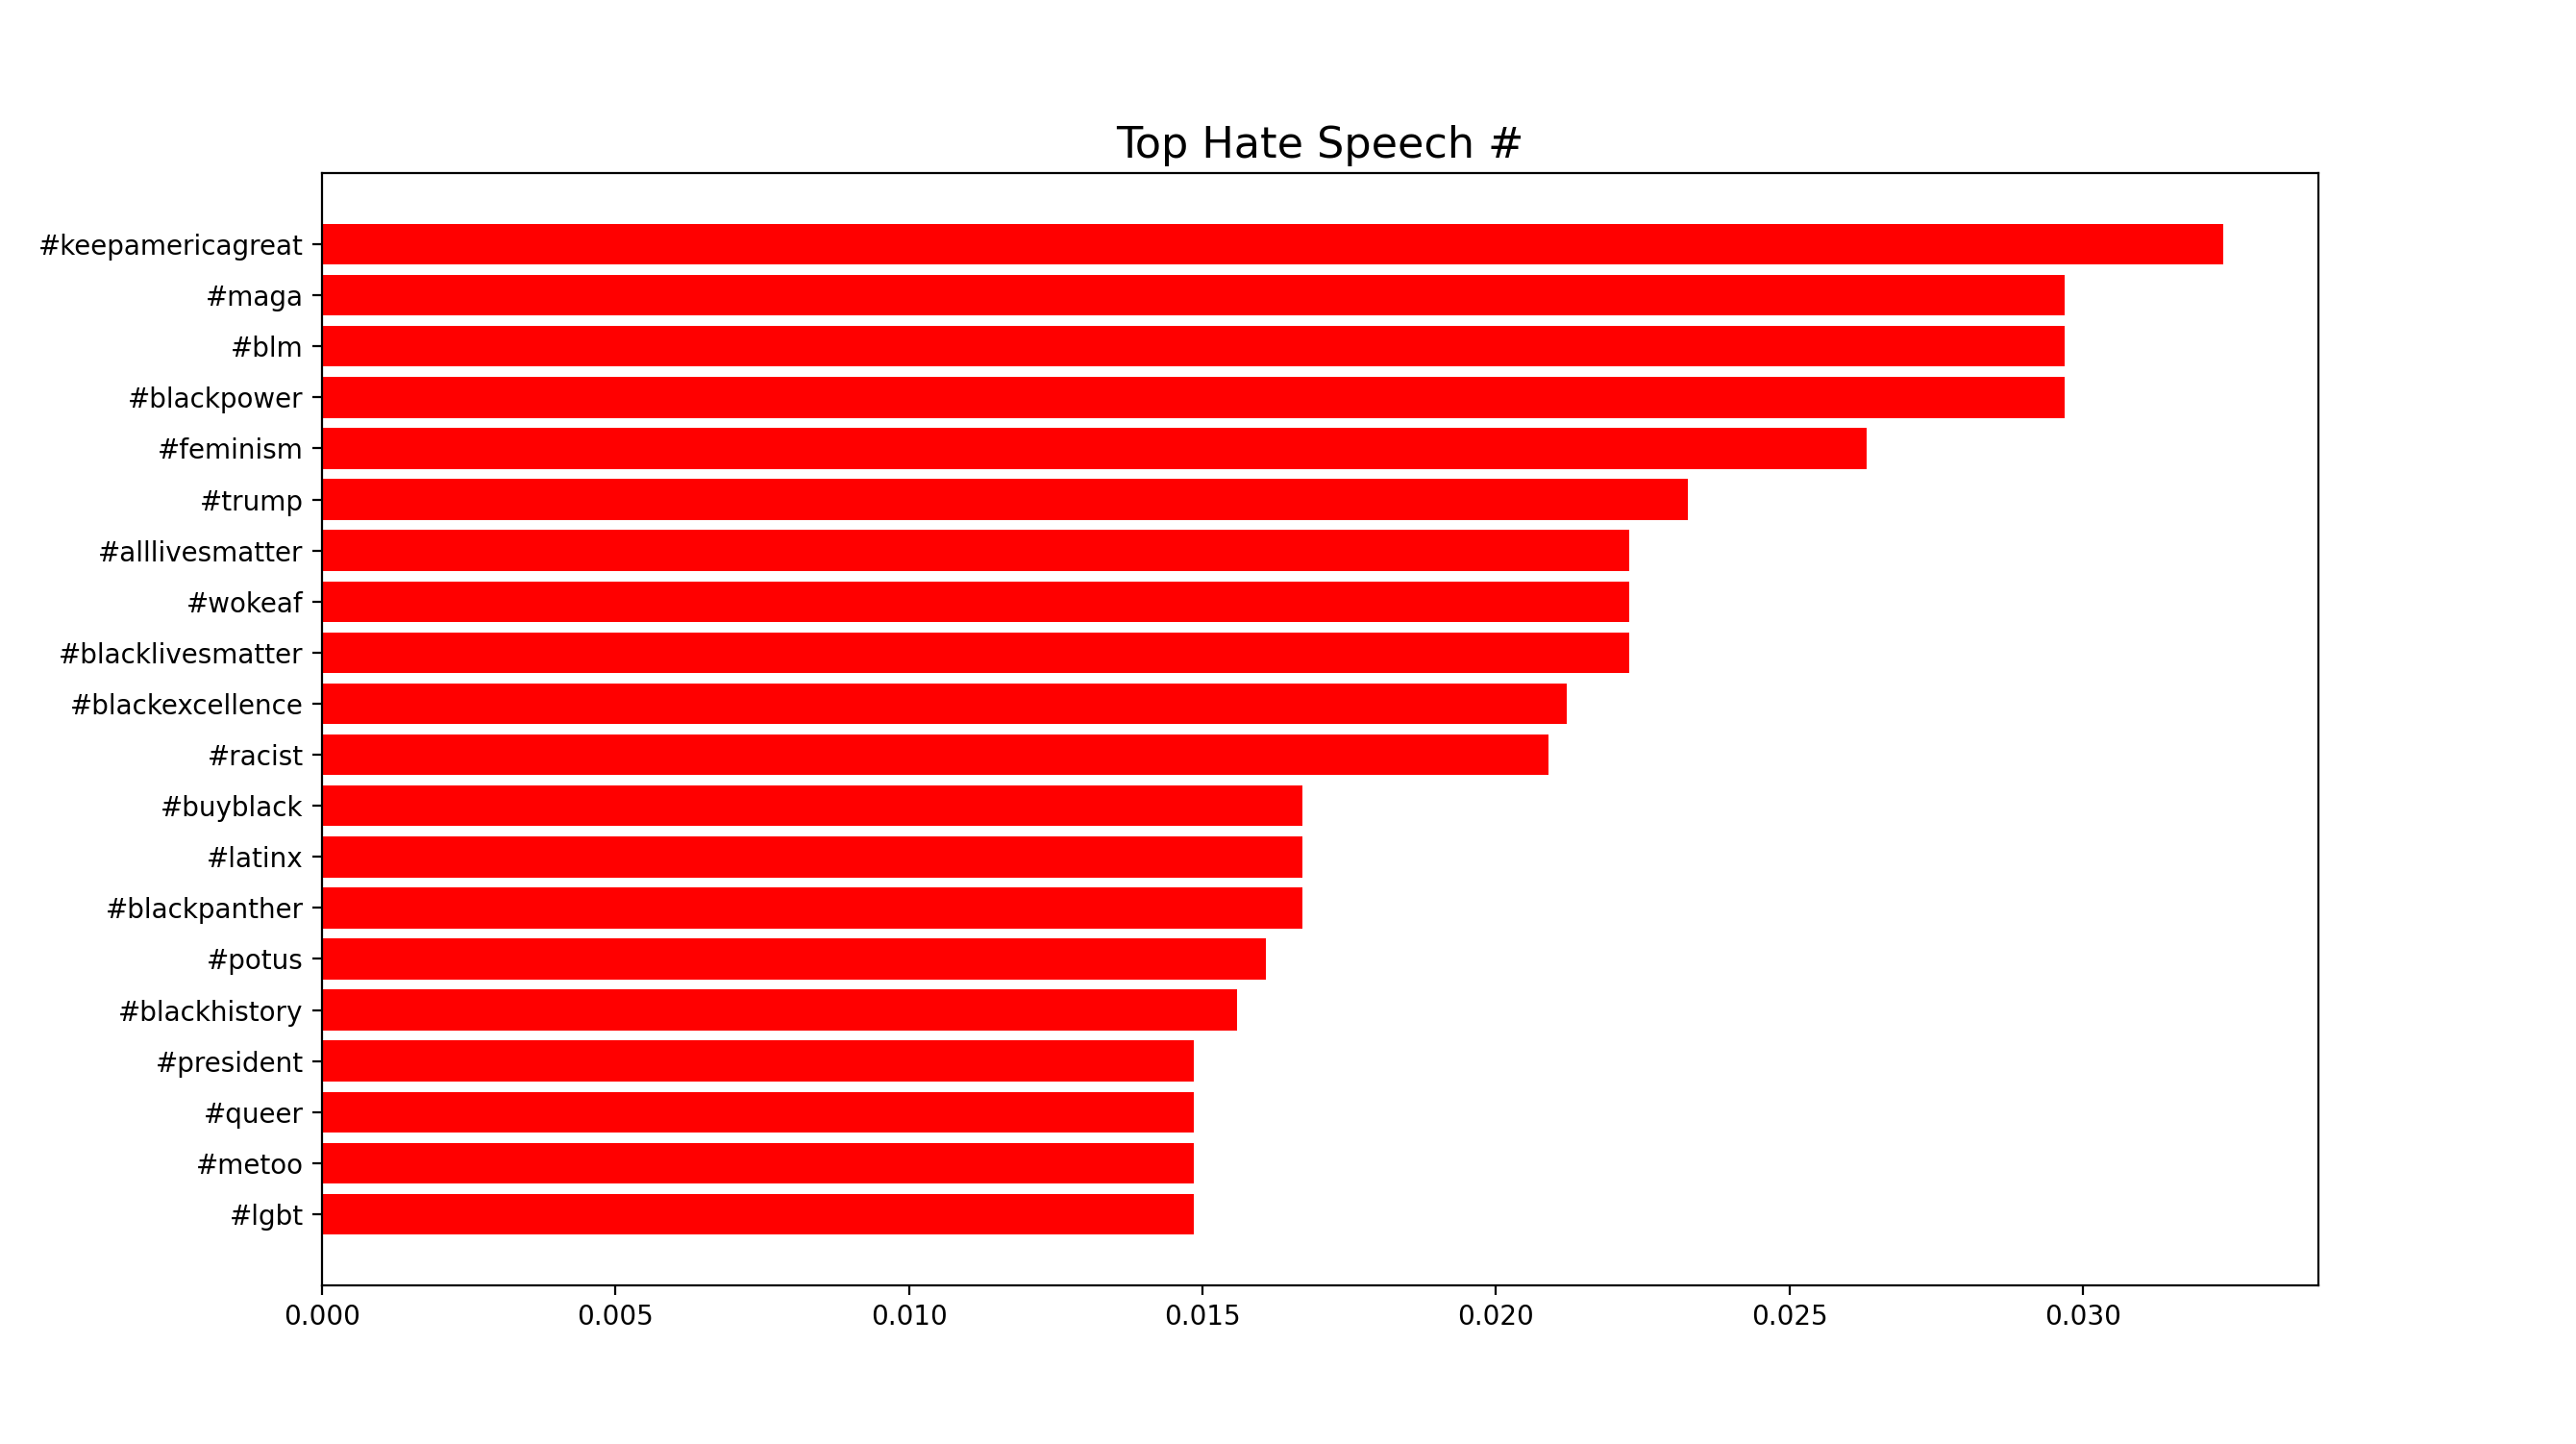 Top Hate Speech #
#keepamericagreat
#maga
#blm
#blackpower
#feminism
#trump
#alllivesmatter
#wokeaf
#blacklivesmatter
#blackexcellence
#racist
#buyblack
#latinx
#blackpanther
#potus
#blackhistory
#president
#queer
#metoo
#lgbt
0.000 0.005 0.010 0.015 0.020 0.025 0.030